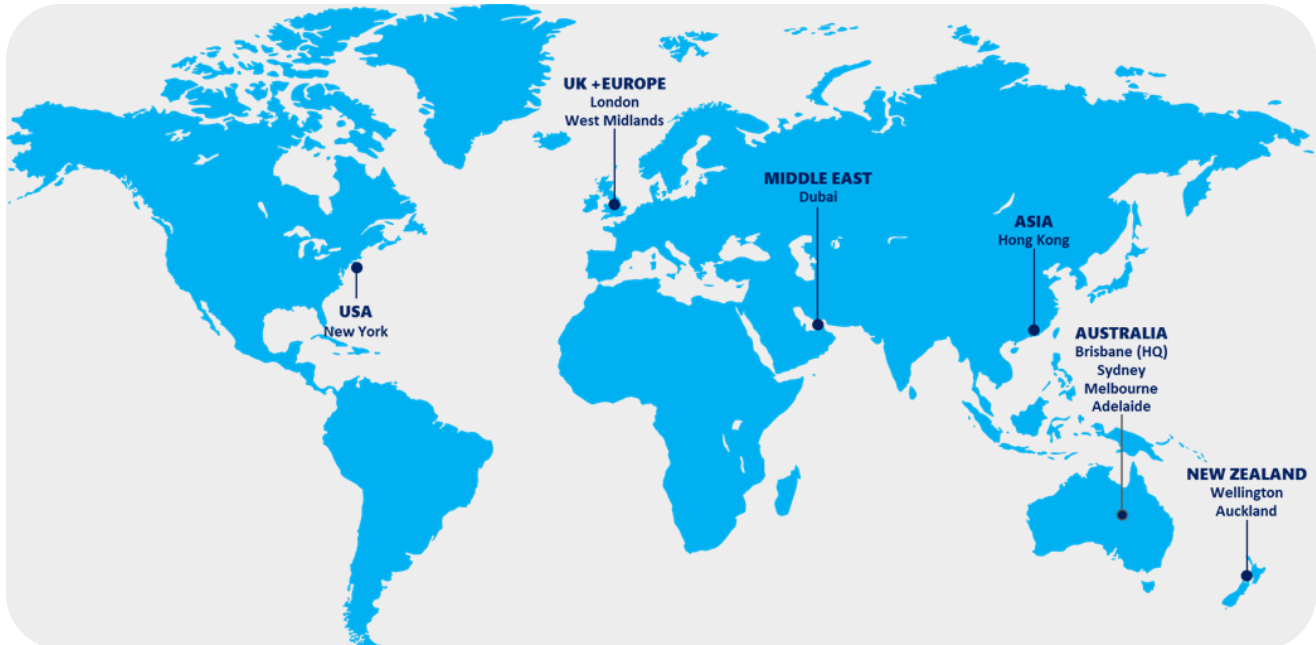 UK +EUROPE
London
West Midlands
MIDDLE EAST
Dubai
ASIA
Hong Kong
USA
New York
AUSTRALIA
Brisbane (HQ)
Sydney
Melbourne
Adelaide
NEW ZEALAND
Wellington
Auckland